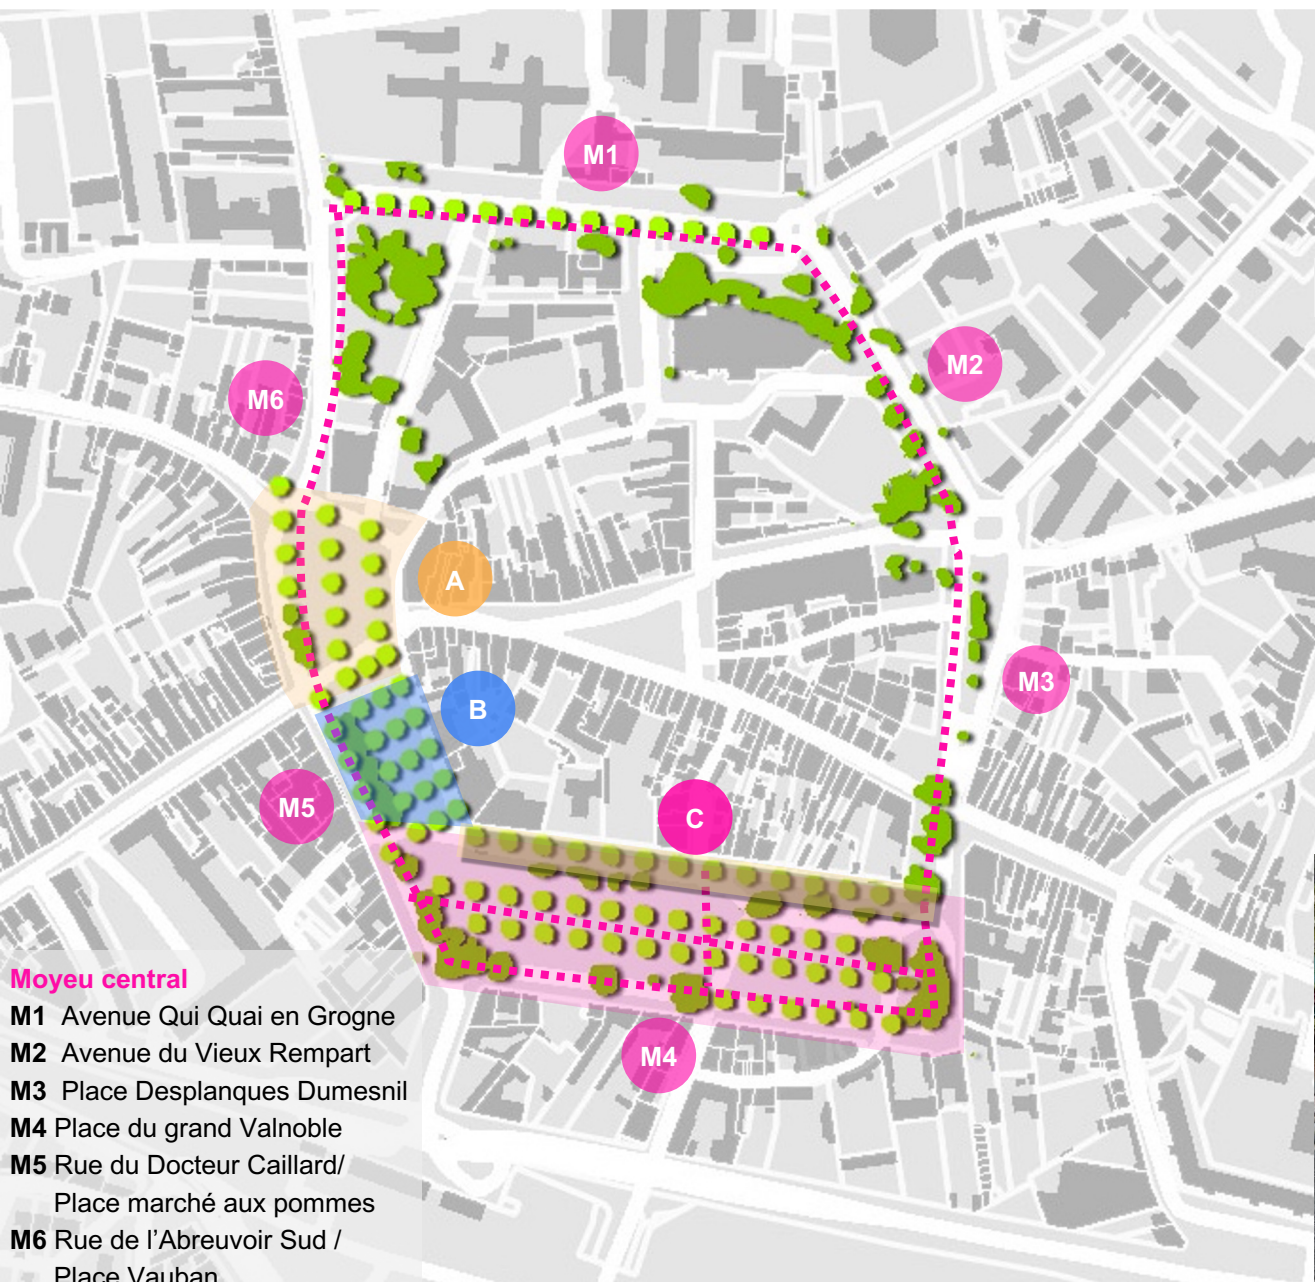 M1
M2
M6
A
M3
B
M5
C
M4
Moyeu central
M1 Avenue Qui Quai en Grogne
M2 Avenue du Vieux Rempart
M3 Place Desplanques Dumesnil
M4 Place du grand Valnoble
M5 Rue du Docteur Caillard/
Place marché aux pommes
M6 Rue de l'Abreuvoir Sud /
Place Vauban